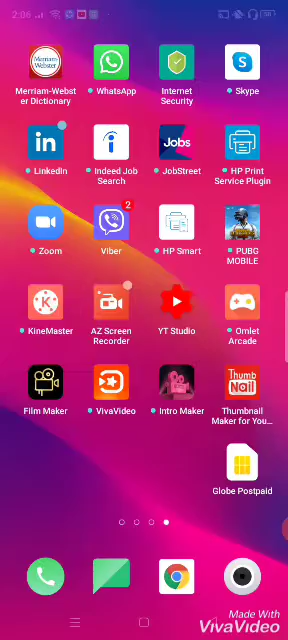 2:06
58
Merriam-
Webster
Merriam-Webst
er Dictionary
WhatsApp
Internet
Security
Skype
in
LinkedIn
Indeed Job
Search
Jobs
JobStreet
HP Print
Service Plugin
Zoom
2
Viber
HP Smart
PUBG
PUBG
MOBILE
K
KineMaster
AZ Screen
Recorder
YT Studio
Omlet
Arcade
Film Maker
VivaVideo
Intro Maker
Thumb
Nail
Thumbnail
Maker for You...
Globe Postpaid
Made With
VivaVideo